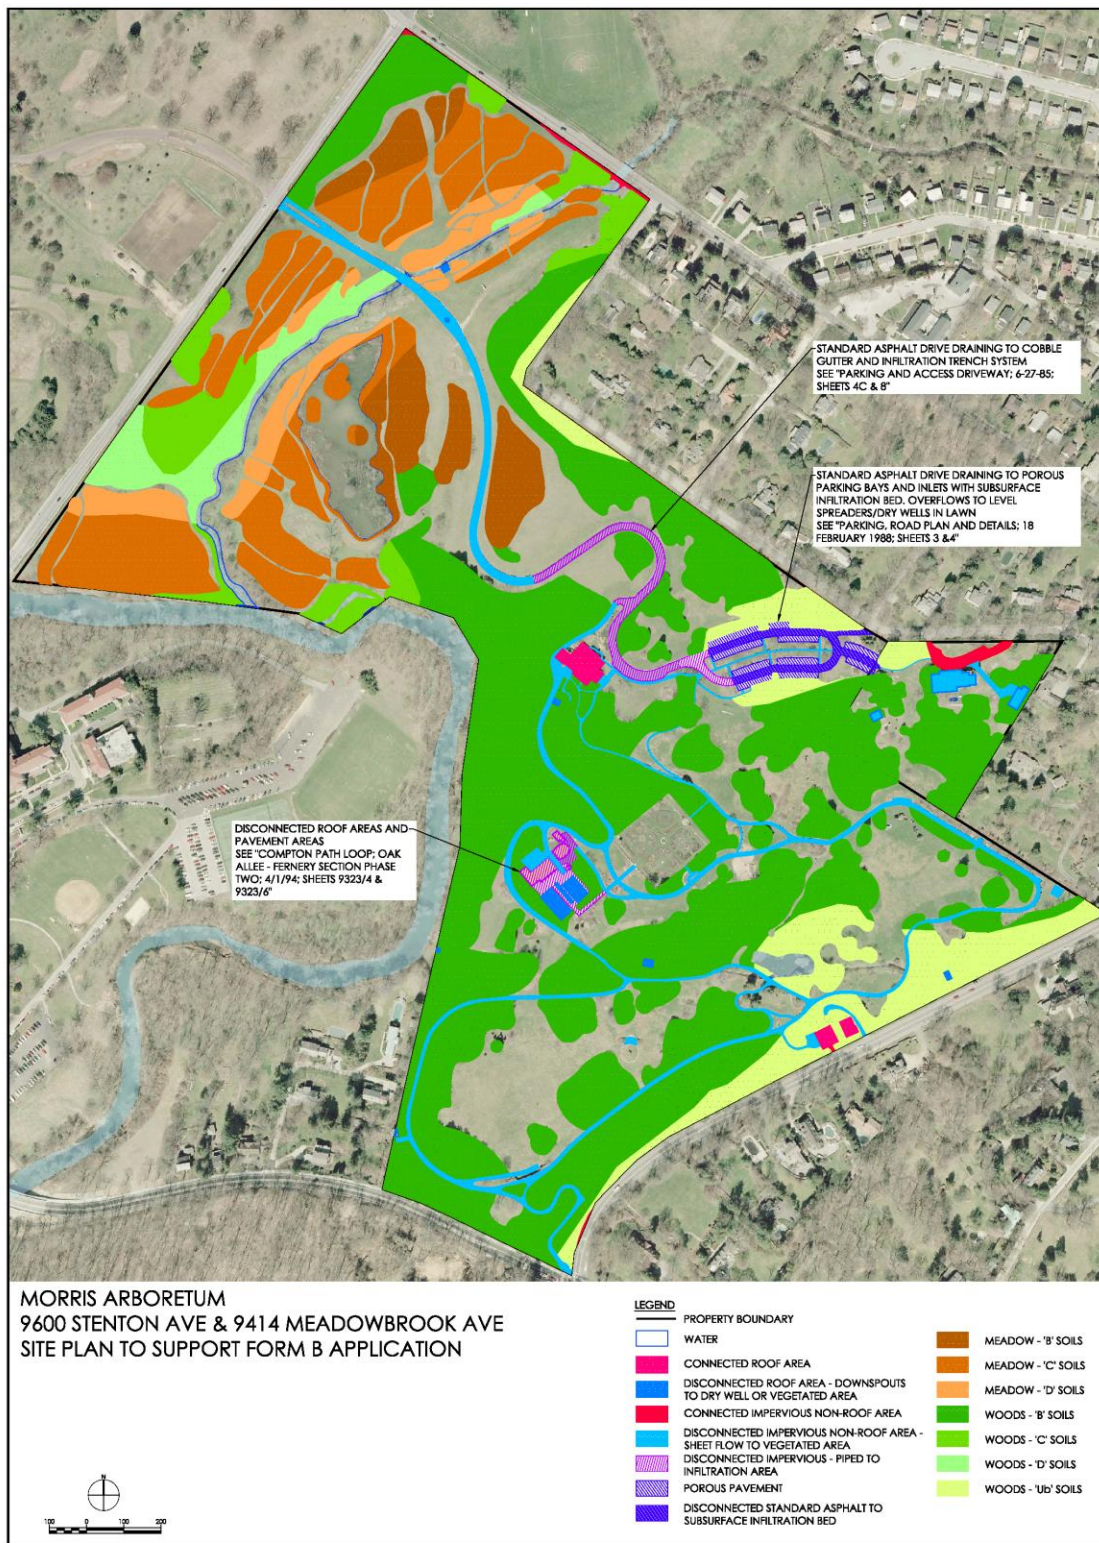 STANDARD ASPHALT DRIVE DRAINING TO COBBLE
GUTTER AND INFILTRATION TRENCH SYSTEM
SEE "PARKING AND ACCESS DRIVEWAY; 6-27-85;
SHEETS 4C & 8"
STANDARD ASPHALT DRIVE DRAINING TO POROUS
PARKING BAYS AND INLETS WITH SUBSURFACE
INFILTRATION BED. OVERFLOWS TO LEVEL
SPREADERS/DRY WELLS IN LAWN
SEE "PARKING, ROAD PLAN AND DETAILS; 18
FEBRUARY 1988; SHEETS 3 &4"
DISCONNECTED ROOF AREAS AND
PAVEMENT AREAS
SEE "COMPTON PATH LOOP; OAK
ALLEE - FERNERY SECTION PHASE
TWO; 4/1/94; SHEETS 9323/4 &
9323/6"
MORRIS ARBORETUM
9600 STENTON AVE & 9414 MEADOWBROOK AVE
SITE PLAN TO SUPPORT FORM B APPLICATION
N
100 0 100 200
LEGEND
PROPERTY BOUNDARY
WATER
CONNECTED ROOF AREA
DISCONNECTED ROOF AREA - DOWNSPOUTS
TO DRY WELL OR VEGETATED AREA
CONNECTED IMPERVIOUS NON-ROOF AREA
DISCONNECTED IMPERVIOUS NON-ROOF AREA -
SHEET FLOW TO VEGETATED AREA
DISCONNECTED IMPERVIOUS - PIPED TO
INFILTRATION AREA
POROUS PAVEMENT
DISCONNECTED STANDARD ASPHALT TO
SUBSURFACE INFILTRATION BED
MEADOW - 'B' SOILS
MEADOW - 'C' SOILS
MEADOW - 'D' SOILS
WOODS - 'B' SOILS
WOODS - 'C' SOILS
WOODS - 'D' SOILS
WOODS - 'Ub' SOILS